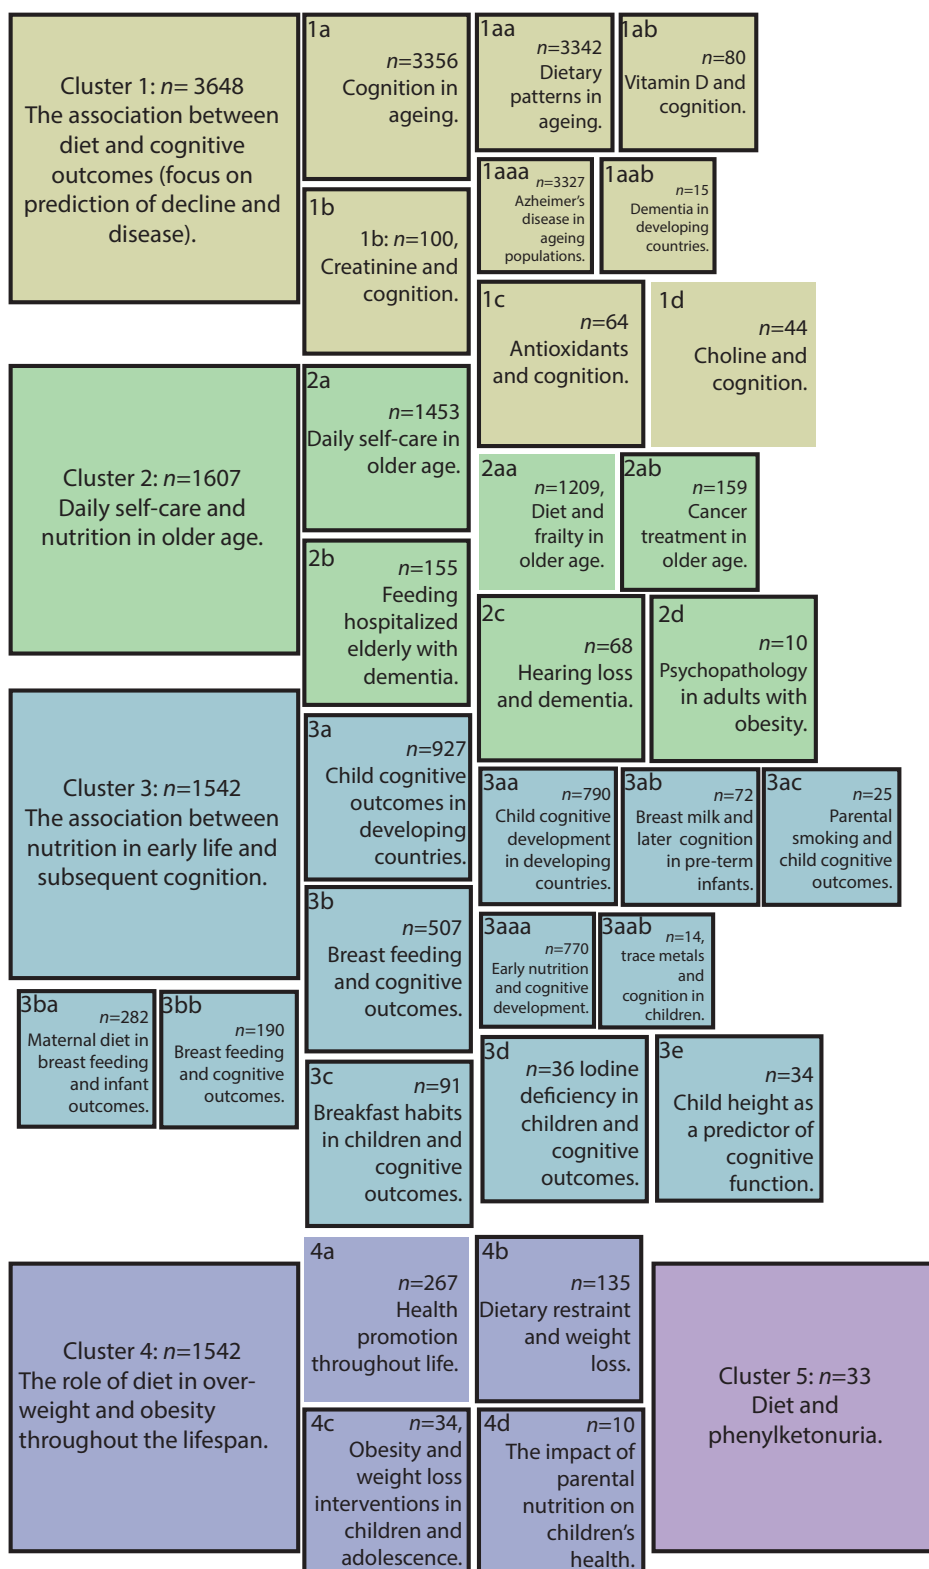 Cluster 1: n= 3648
The association between
diet and cognitive
outcomes (focus on
prediction of decline and
disease).
1a
n=3356
Cognition in
ageing.
1aa
n=3342
Dietary
patterns in
ageing.
1ab
n=80
Vitamin D and
cognition.
1aaa
n=3327
Azheimer's
disease in
ageing
populations.
1aab
n=15
Dementia in
developing
countries.
1b
1b: n=100,
Creatinine and
cognition.
1c
n=64
Antioxidants
and cognition.
1d
n=44
Choline and
cognition.
Cluster 2: n=1607
Daily self-care and
nutrition in older age.
2a
n=1453
Daily self-care in
older age.
2aa
n=1209,
Diet and
frailty in
older age.
2ab
n=159
Cancer
treatment in
older age.
2b
n=155
Feeding
hospitalized
elderly with
dementia.
2c
n=68
Hearing loss
and dementia.
2d
n=10
Psychopathology
in adults with
obesity.
Cluster 3: n=1542
The association between
nutrition in early life and
subsequent cognition.
3a
n=927
Child cognitive
outcomes in
developing
countries.
3aa
n=790
Child cognitive
development
in developing
countries.
3ab
n=72
Breast milk and
later cognition
in pre-term
infants.
3ac
n=25
Parental
smoking and
child cognitive
outcomes.
3b
n=507
Breast feeding
and cognitive
outcomes.
3aaa
n=770
Early nutrition
and cognitive
development.
3aab
n=14,
trace metals
and
cognition in
children.
3ba
n=282
Maternal diet in
breast feeding
and infant
outcomes.
3bb
n=190
Breast feeding
and cognitive
outcomes.
3c
n=91
Breakfast habits
in children and
cognitive
outcomes.
3d
n=36 Iodine
deficiency in
children and
cognitive
outcomes.
3e
n=34
Child height as
a predictor of
cognitive
function.
Cluster 4: n=1542
The role of diet in over-
weight and obesity
throughout the lifespan.
4a
n=267
Health
promotion
throughout life.
4b
n=135
Dietary restraint
and weight
loss.
4c
n=34,
Obesity and
weight loss
interventions in
children and
adolescence.
4d
n=10
The impact of
parental
nutrition on
children's
health.
Cluster 5: n=33
Diet and
phenylketonuria.